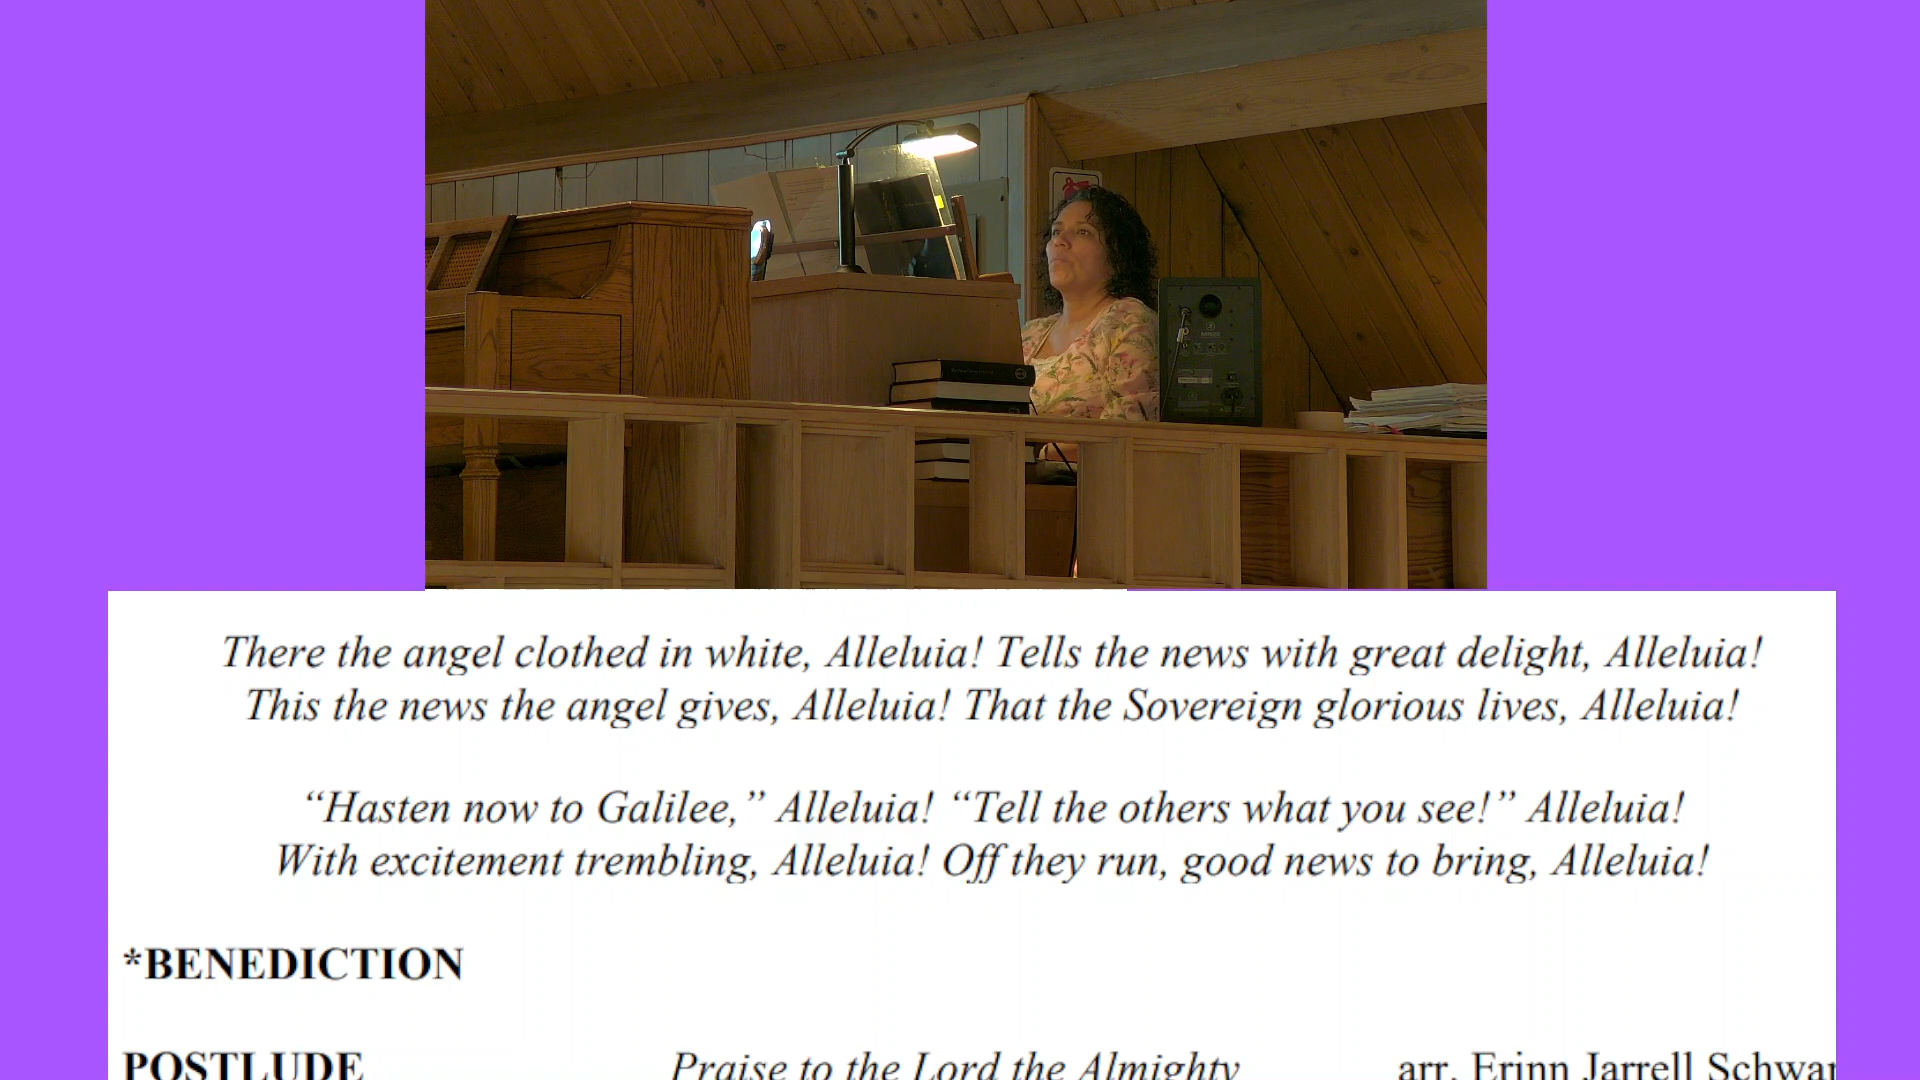 There the angel clothed in white, Alleluia! Tells the news with great delight, Alleluia!
This the news the angel gives, Alleluia! That the Sovereign glorious lives, Alleluia!
“Hasten now to Galilee,” Alleluia! “Tell the others what you see!” Alleluia!
With excitement trembling, Alleluia! Off they run, good news to bring, Alleluia!
*BENEDICTION
POSTLUDE Praise to the Lord the Almighty arr. Erinn Jarrell Schwar